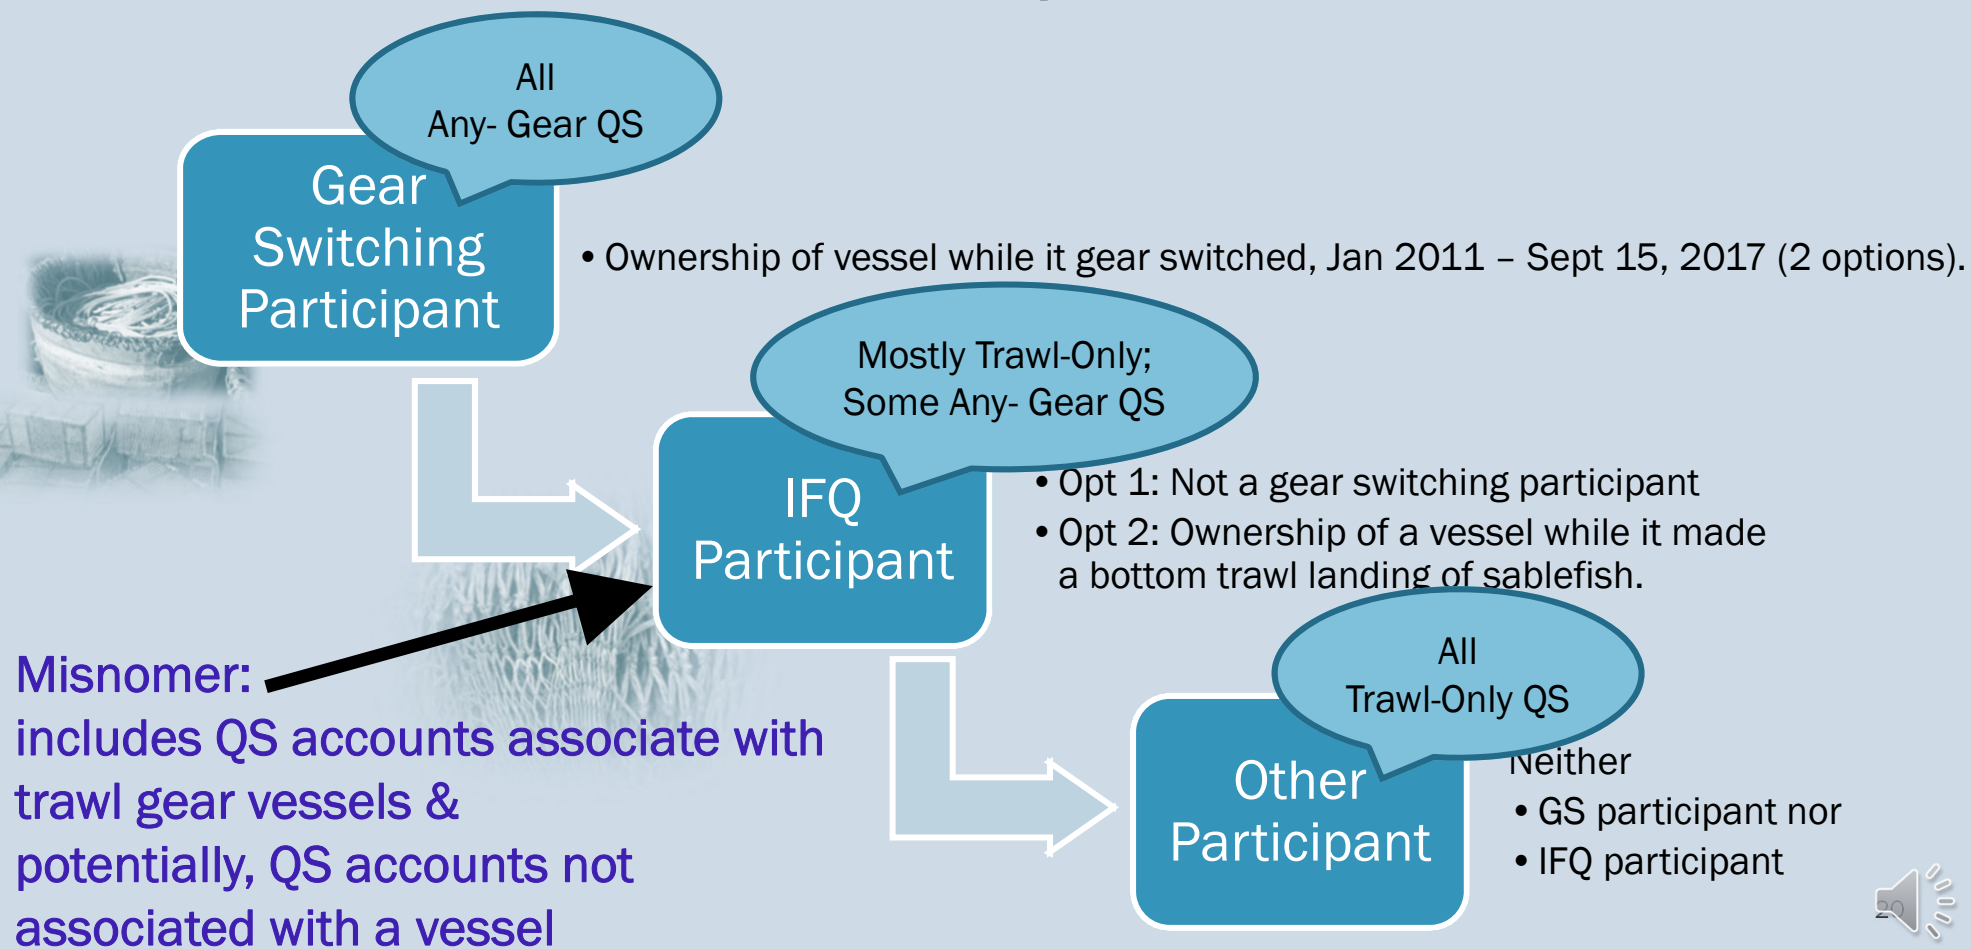 All
Any- Gear QS
Gear
Switching
Participant
• Ownership of vessel while it gear switched, Jan 2011 – Sept 15, 2017 (2 options).
Mostly Trawl-Only;
Some Any- Gear QS
IFQ
Participant
• Opt 1: Not a gear switching participant
• Opt 2: Ownership of a vessel while it made
a bottom trawl landing of sablefish.
Misnomer:
includes QS accounts associate with
trawl gear vessels &
potentially, QS accounts not
associated with a vessel
All
Trawl-Only QS
Other
Participant
Neither
• GS participant nor
• IFQ participant
20